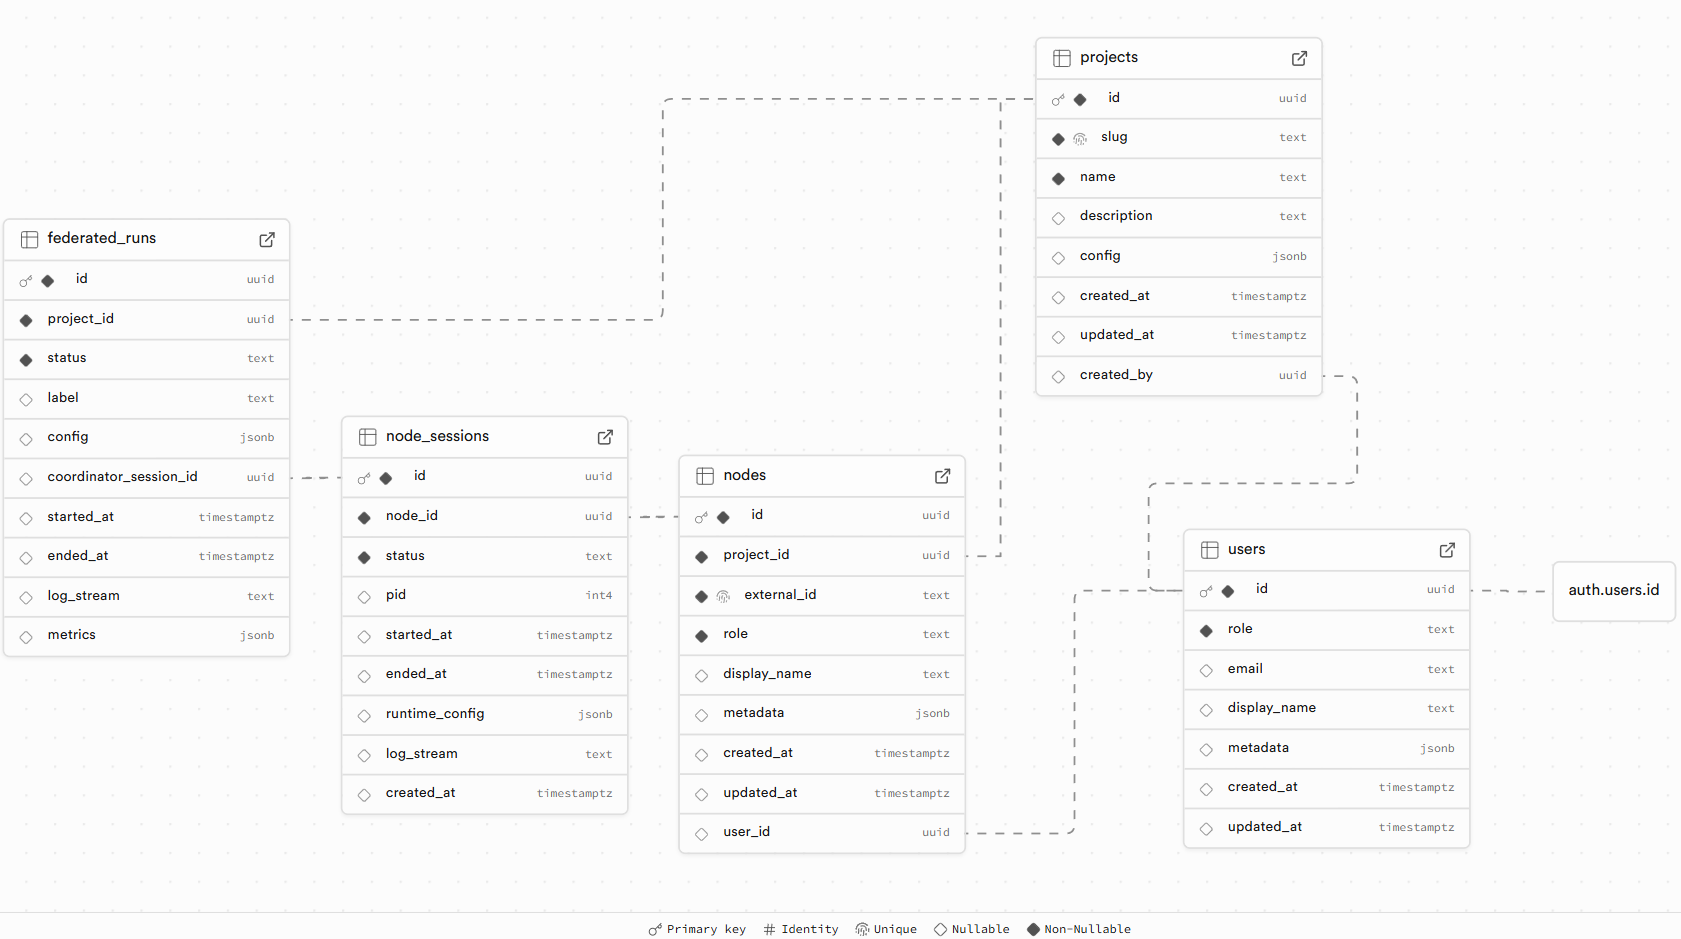 projects
id uuid
slug text
name text
description text
config jsonb
created_at timestamptz
updated_at timestamptz
created_by uuid
federated_runs
id uuid
project_id uuid
status text
label text
config jsonb
coordinator_session_id uuid
started_at timestamptz
ended_at timestamptz
log_stream text
metrics jsonb
node_sessions
id uuid
node_id uuid
status text
pid int4
started_at timestamptz
ended_at timestamptz
runtime_config jsonb
log_stream text
created_at timestamptz
nodes
id uuid
project_id uuid
external_id text
role text
display_name text
metadata jsonb
created_at timestamptz
updated_at timestamptz
user_id uuid
users
id uuid
role text
email text
display_name text
metadata jsonb
created_at timestamptz
updated_at timestamptz
auth.users.id
Primary key # Identity Unique Nullable Non-Nullable